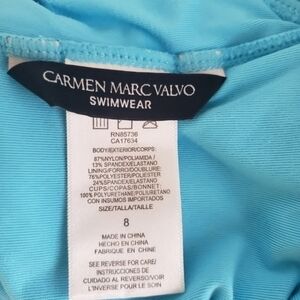 CARMEN MARC VALVO
SWIMWEAR
RN85736
CA17634
BODY/EXTERIOR/CORPS:
87%NYLON/POLIAMIDA/
13% SPANDEX/ELASTANO
LINING/FORRO/DOUBLURE:
76%POLYESTER/POLIESTER
24%SPANDEX/ELASTANO
CUPS/COPAS/BONNET:
100% POLYURETHANE/POLIURETANO
CON INSUMOS IMPORTADOS
SIZE/TALLA/TAILLE
8
MADE IN CHINA
HECHO EN CHINA
FABRIQUE EN CHINE
SEE REVERSE FOR CARE/
INSTRUCCIONES DE
CUIDADO AL REVERSO/VOIR
L'INVERSE POUR LE SOIN